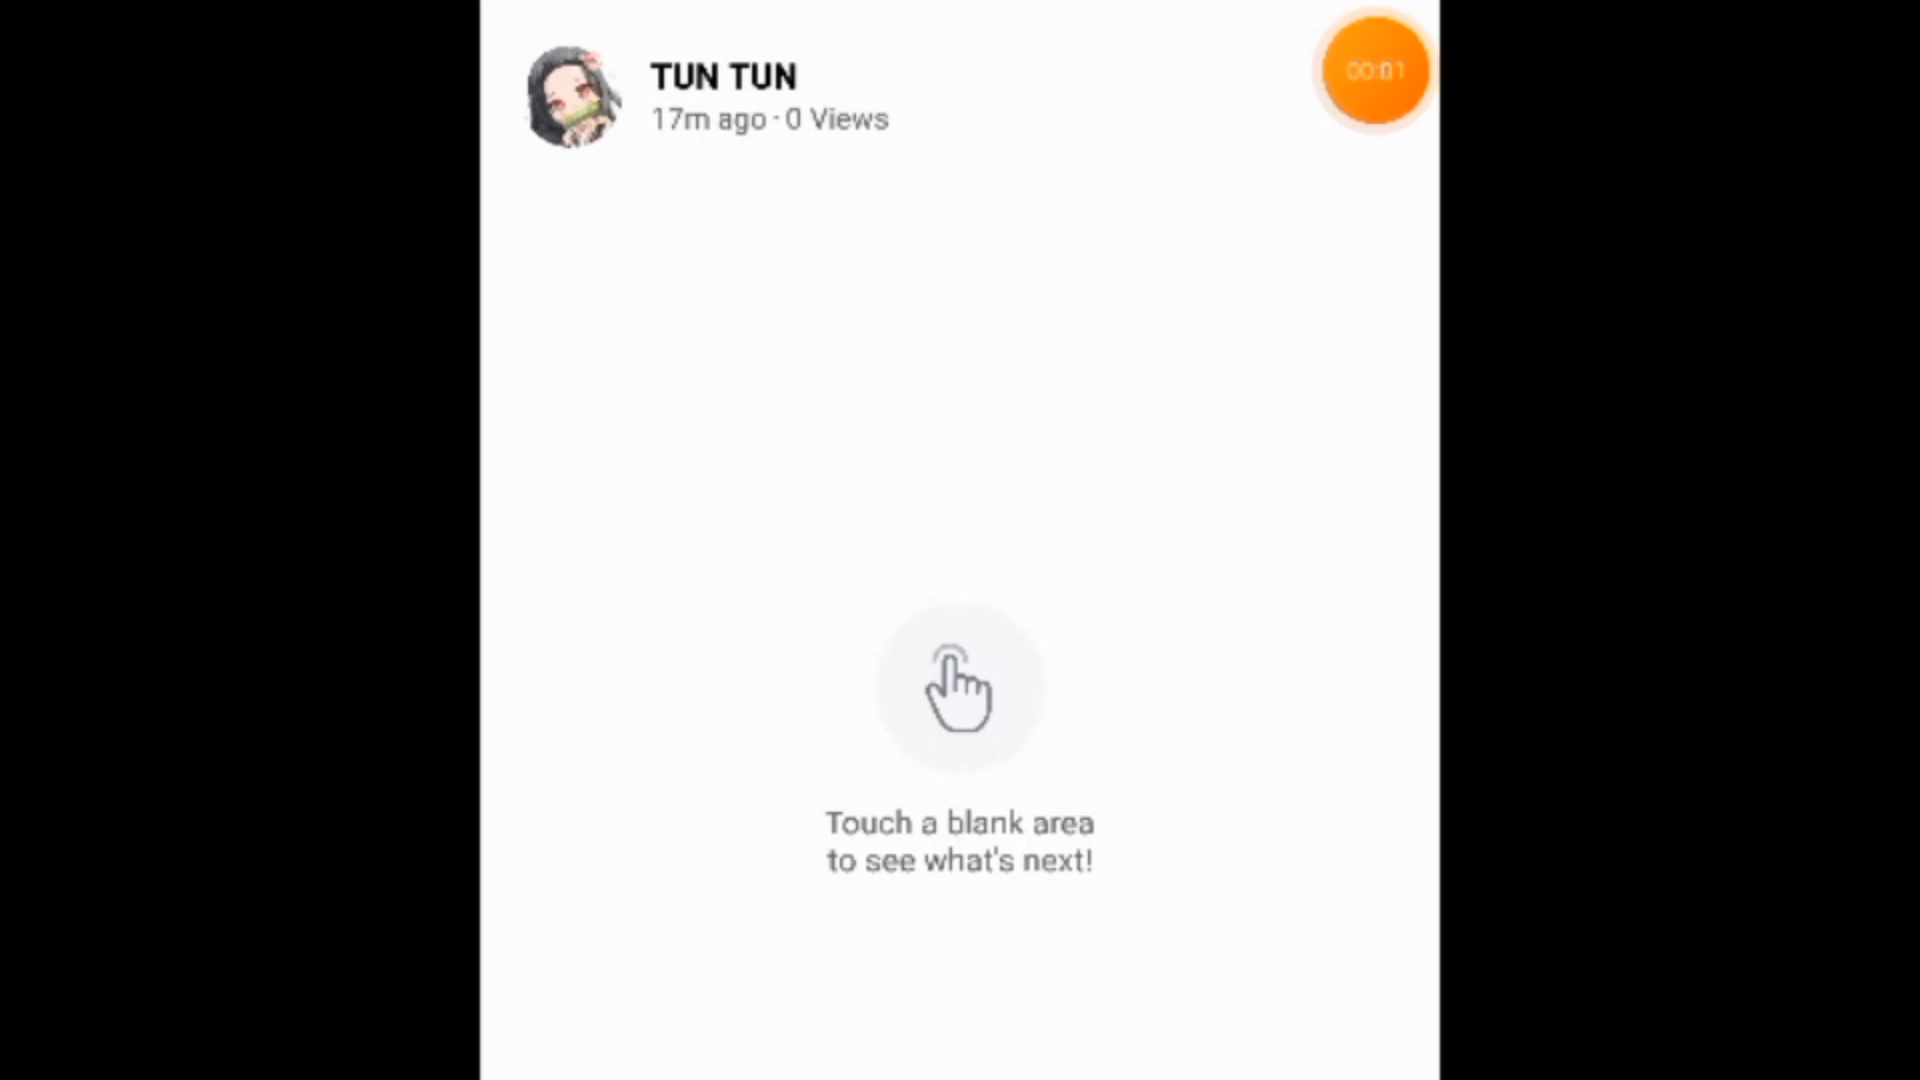 TUN TUN
17m ago · 0 Views
00:01
Touch a blank area
to see what's next!